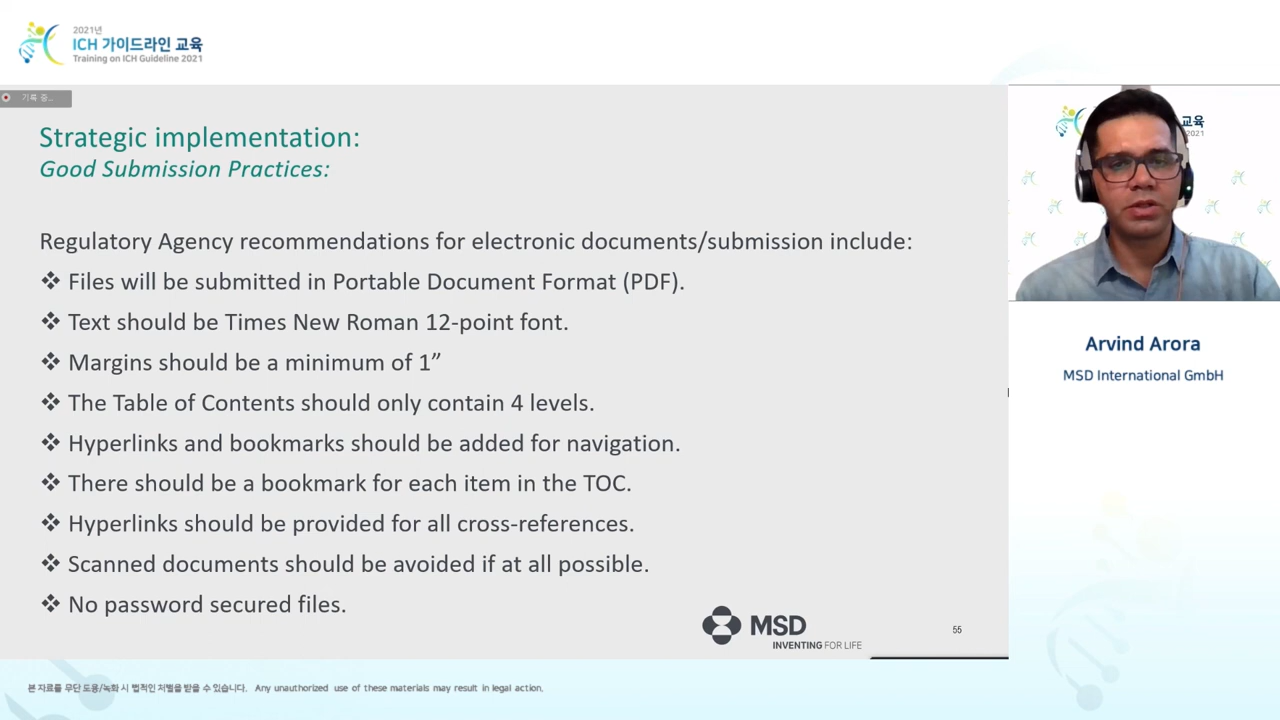 2021년
ICH 가이드라인 교육
Training on ICH Guideline 2021
기록 중...
Strategic implementation:
Good Submission Practices:
Regulatory Agency recommendations for electronic documents/submission include:
❖ Files will be submitted in Portable Document Format (PDF).
❖ Text should be Times New Roman 12-point font.
❖ Margins should be a minimum of 1”
❖ The Table of Contents should only contain 4 levels.
❖ Hyperlinks and bookmarks should be added for navigation.
❖ There should be a bookmark for each item in the TOC.
❖ Hyperlinks should be provided for all cross-references.
❖ Scanned documents should be avoided if at all possible.
❖ No password secured files.
MSD
INVENTING FOR LIFE
55
교육
2021
Arvind Arora
MSD International GmbH
본 자료를 무단 도용/녹화 시 법적인 처벌을 받을 수 있습니다. Any unauthorized use of these materials may result in legal action.